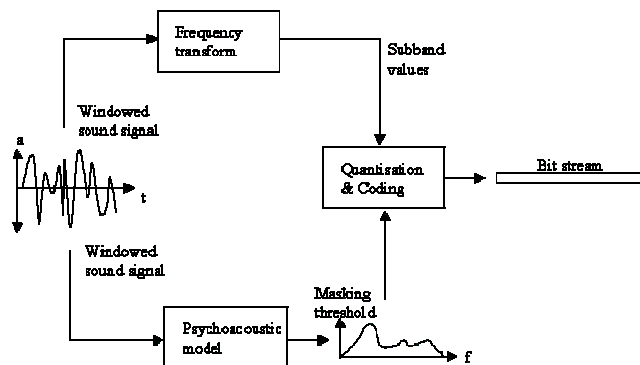 Frequency
transform
Subband
values
Windowed
sound signal
a
t
Quantisation
& Coding
Bit stream
Windowed
sound signal
Masking
threshold
Psychoacoustic
model
f